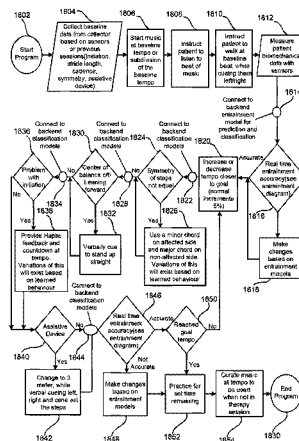 1802
Start
Program
1804
Collect baseline
data from collector
based on sensors or
previous
sessions(initiation,
stride length,
cadence,
symmetry, assistive
device)
1806
Start music at
baseline
tempo or
subdivision of
the baseline
tempo
1808
Instruct
patient to
listen to
beat of
music
1810
Instruct
patient to
walk at
baseline
beat while
cueing them
left/right
1812
Measure
patient
biomechanical
data with
sensors
Connect to
backend
entrainment model
for prediction and
classification
1814
Real time
entrainment
accuracy(see
entrainment
diagram)
Accurate
1816
Make
changes
based on
entrainment
models
1818
1820
Increase or
decrease
tempo closer
to goal
(normal
increments
5%)
Connect to
backend
classification
models
1822
1824
Symmetry
of steps
not equal
No
Yes
1826
Use a minor chord
on affected side
and major chord on
non-affected side.
Variations of this
will exist based on
learned behaviour
Connect to
backend
classification
models
1828
1830
Center of
balance off/
Leaning
forward
No
Yes
1832
Verbally cue
to stand up
straight
Connect to
backend
classification
models
1834
1836
Problem
with
initiation
No
Yes
1838
Provide Haptic
feedback and
countdown at tempo.
Variations of this will
exist based on learned
behaviour
Connect to
backend
classification
models
1840
Assistive
Device
No
1844
Yes
Change to 3
meter, while
verbal cueing left,
right and cane on
the steps
1842
1846
Real time
entrainment
accuracy(see
entrainment
diagram)
Accurate
Not
Accurate
Make changes
based on
entrainment
models
1848
1850
Reached
goal
tempo
No
Yes
Practice for
set time
remaining
1852
Curate music
at tempo to be
used when
not in therapy
session
1854
End
Program
1830